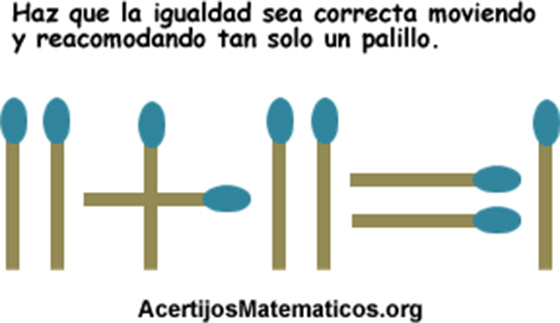 Haz que la igualdad sea correcta moviendo
y reacomodando tan solo un palillo.
AcertijosMatematicos.org